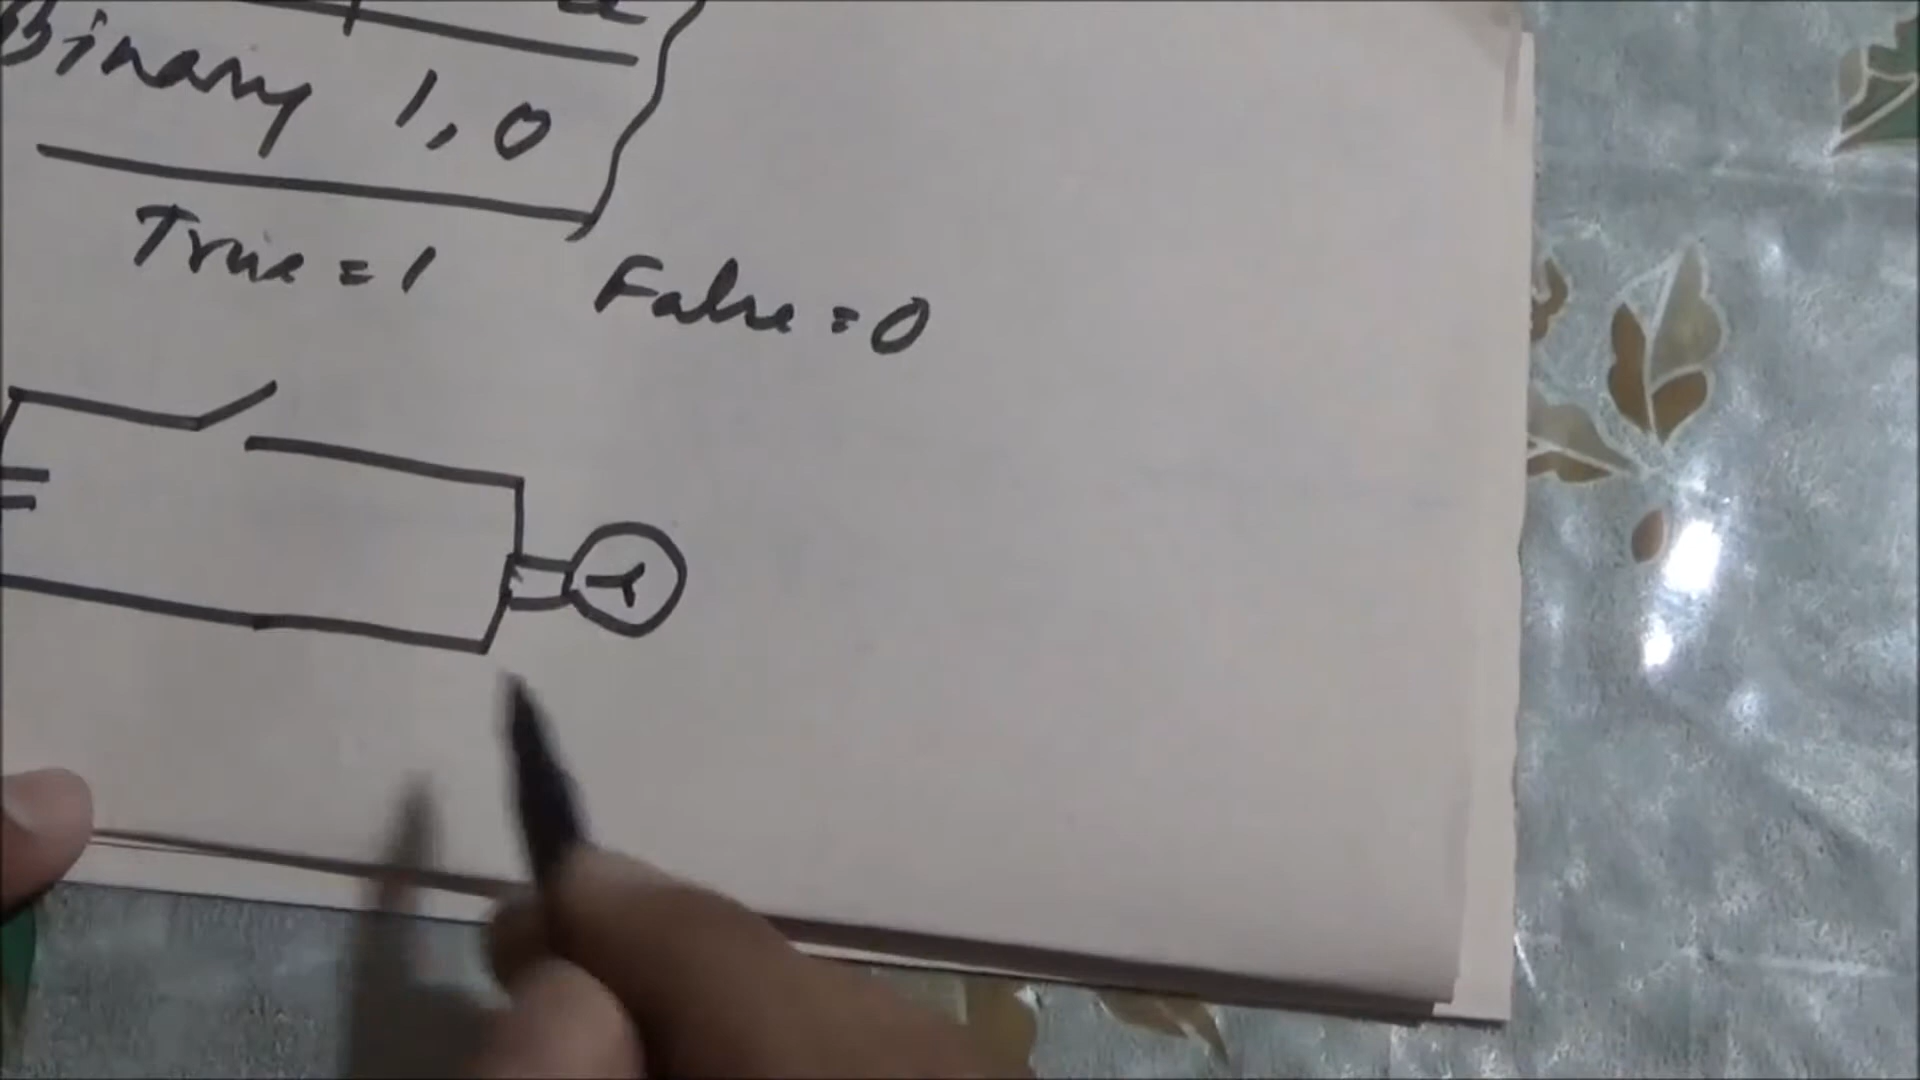 Binary 1, 0
True = 1 False = 0